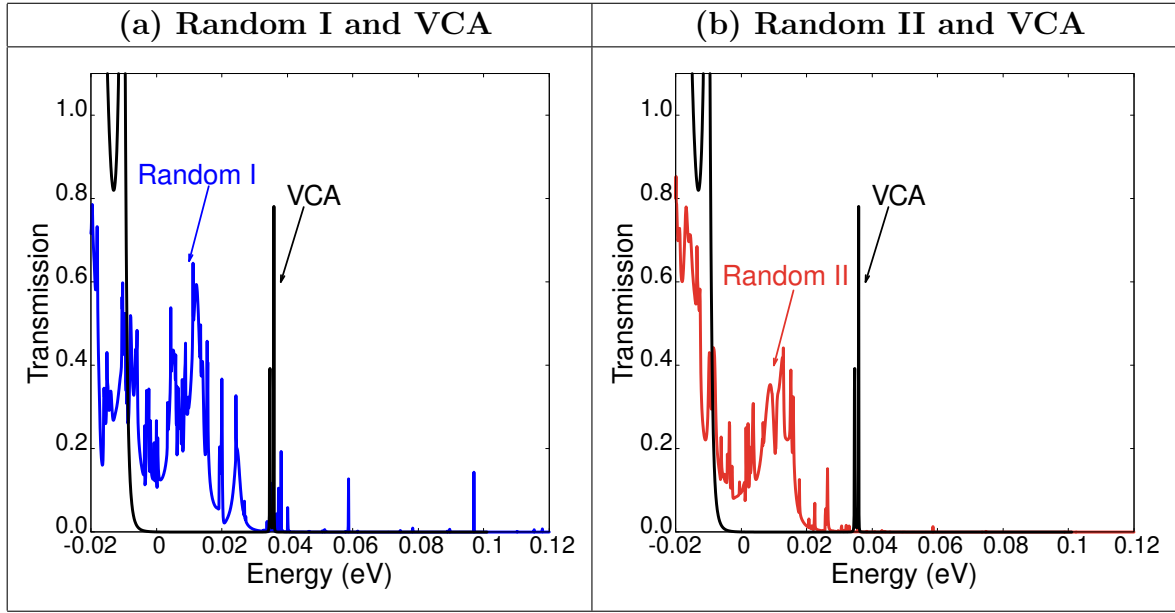 (a) Random I and VCA
(b) Random II and VCA
1.0
0.8
0.6
0.4
0.2
0.0
Transmission
Random I
VCA
-0.02 0 0.02 0.04 0.06 0.08 0.1 0.12
Energy (eV)
1.0
0.8
0.6
0.4
0.2
0.0
Transmission
VCA
Random II
-0.02 0 0.02 0.04 0.06 0.08 0.1 0.12
Energy (eV)